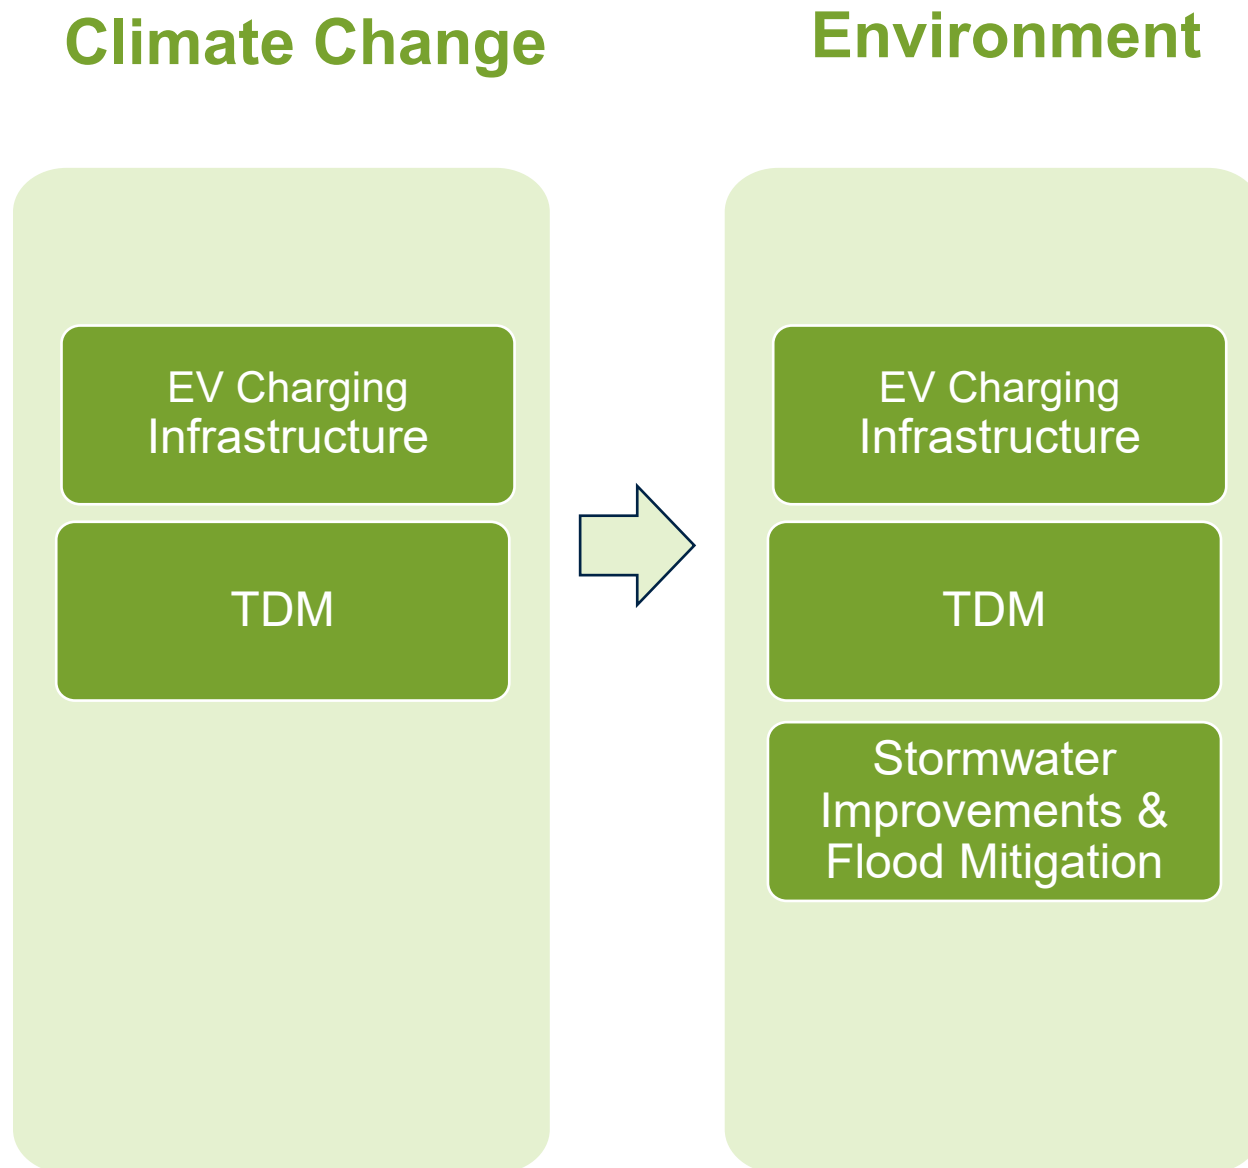 Climate Change
EV Charging
Infrastructure
TDM
Environment
EV Charging
Infrastructure
TDM
Stormwater
Improvements &
Flood Mitigation